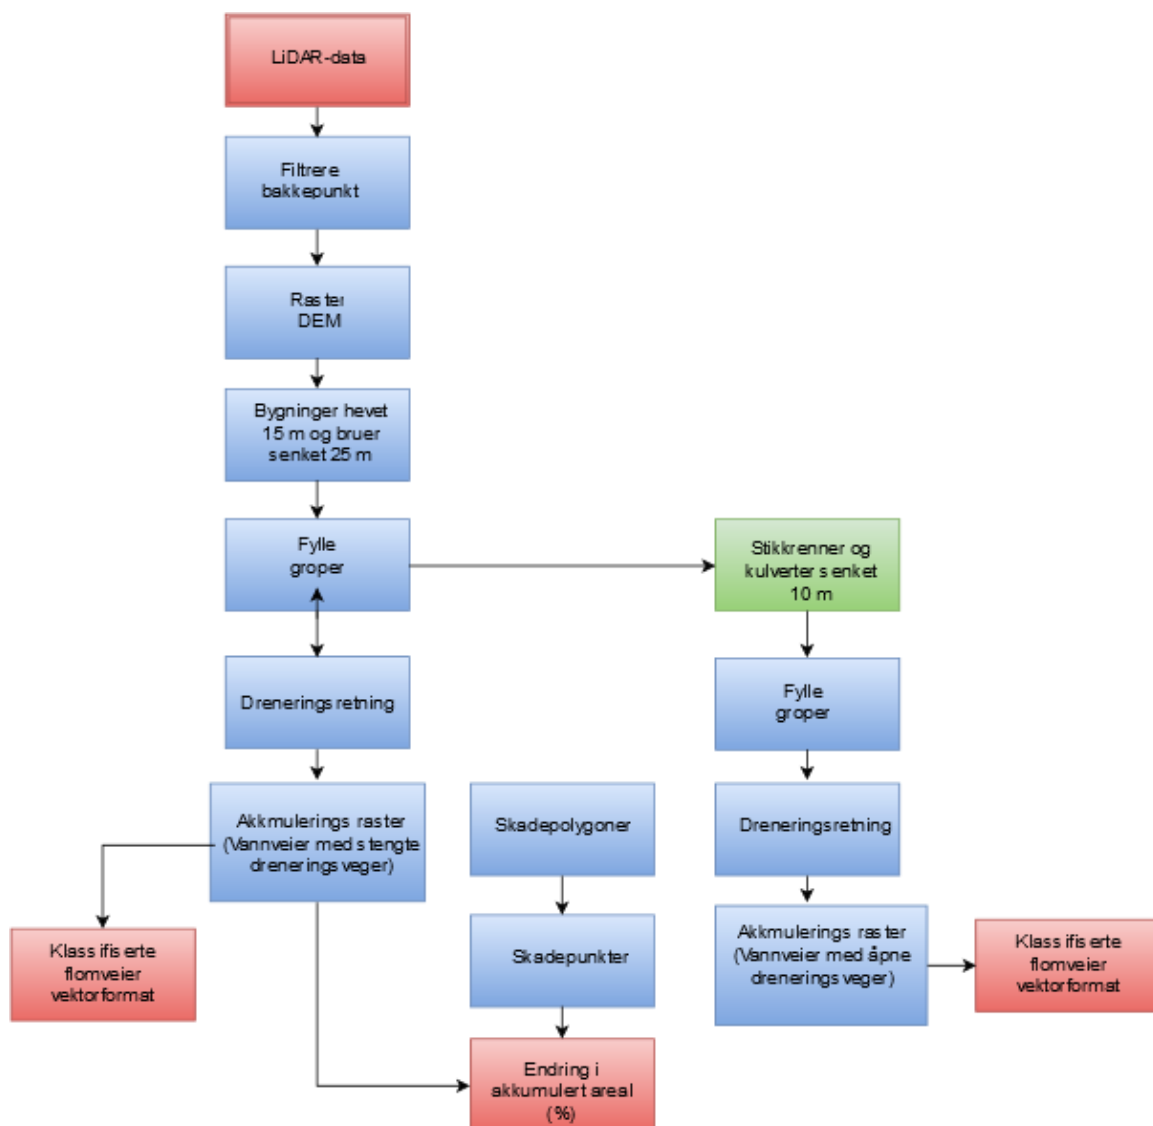 LiDAR-data
Filtrere
bakkepunkt
Raster
DEM
Bygninger hevet
15 m og bruer
senket 25 m
Fylle
groper
Stikkrenner og
kulverter senket
10 m
Dreneringsretning
Fylle
groper
Akkmulerings raster
(Vannveier med stengte
dreneringsveger)
Skadepolygoner
Dreneringsretning
Klassifiserte
flomveier
vektorformat
Skadepunkter
Akkmulerings raster
(Vannveier med åpne
dreneringsveger)
Klassifiserte
flomveier
vektorformat
Endring i
akkumulert areal
(%)